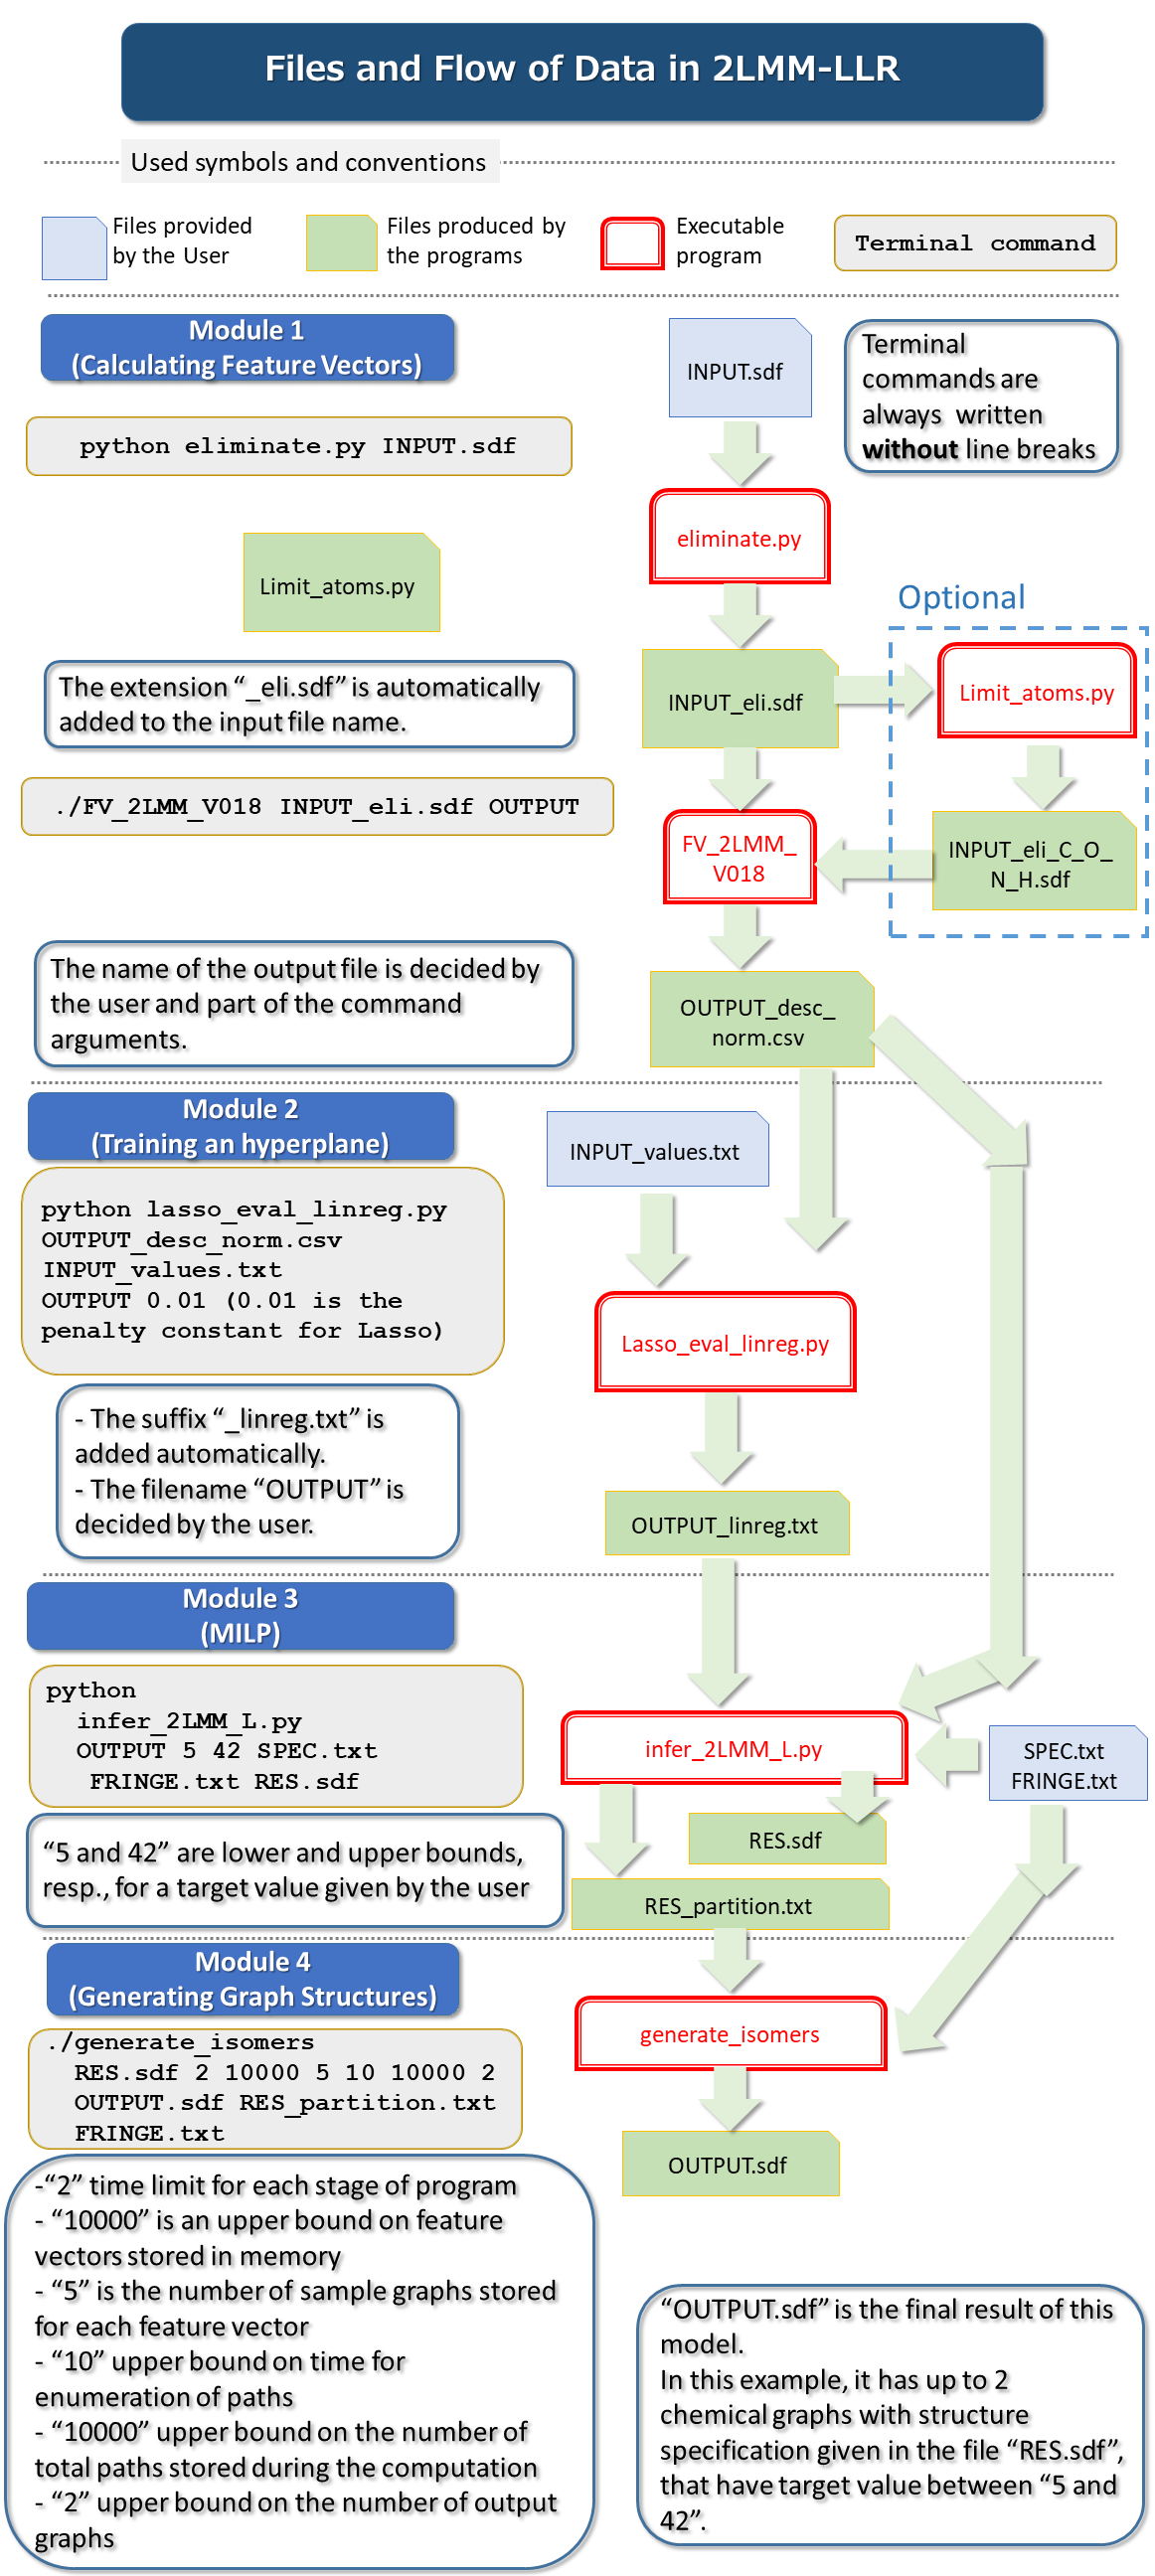 Files and Flow of Data in 2LMM-LLR
Used symbols and conventions
Files provided
by the User
Files produced by
the programs
Executable
program
Terminal command
Module 1
(Calculating Feature Vectors)
INPUT.sdf
Terminal
commands are
always written
without line breaks
python eliminate.py INPUT.sdf
eliminate.py
Limit_atoms.py
Optional
The extension “_eli.sdf” is automatically
added to the input file name.
INPUT_eli.sdf
Limit_atoms.py
./FV_2LMM_V018 INPUT_eli.sdf OUTPUT
FV_2LMM_
V018
INPUT_eli_C_O_
N_H.sdf
The name of the output file is decided by
the user and part of the command
arguments.
OUTPUT_desc_
norm.csv
Module 2
(Training an hyperplane)
INPUT_values.txt
python lasso_eval_linreg.py
OUTPUT_desc_norm.csv
INPUT_values.txt
OUTPUT 0.01 (0.01 is the
penalty constant for Lasso)
Lasso_eval_linreg.py
- The suffix “_linreg.txt” is
added automatically.
- The filename “OUTPUT” is
decided by the user.
OUTPUT_linreg.txt
Module 3
(MILP)
python
infer_2LMM_L.py
OUTPUT 5 42 SPEC.txt
FRINGE.txt RES.sdf
infer_2LMM_L.py
SPEC.txt
FRINGE.txt
“5 and 42” are lower and upper bounds,
resp., for a target value given by the user
RES.sdf
RES_partition.txt
Module 4
(Generating Graph Structures)
./generate_isomers
RES.sdf 2 10000 5 10 10000 2
OUTPUT.sdf RES_partition.txt
FRINGE.txt
generate_isomers
OUTPUT.sdf
-“2” time limit for each stage of program
- “10000” is an upper bound on feature
vectors stored in memory
- “5” is the number of sample graphs stored
for each feature vector
- “10” upper bound on time for
enumeration of paths
- “10000” upper bound on the number of
total paths stored during the computation
- “2” upper bound on the number of output
graphs
“OUTPUT.sdf” is the final result of this
model.
In this example, it has up to 2
chemical graphs with structure
specification given in the file “RES.sdf”,
that have target value between “5 and
42”.